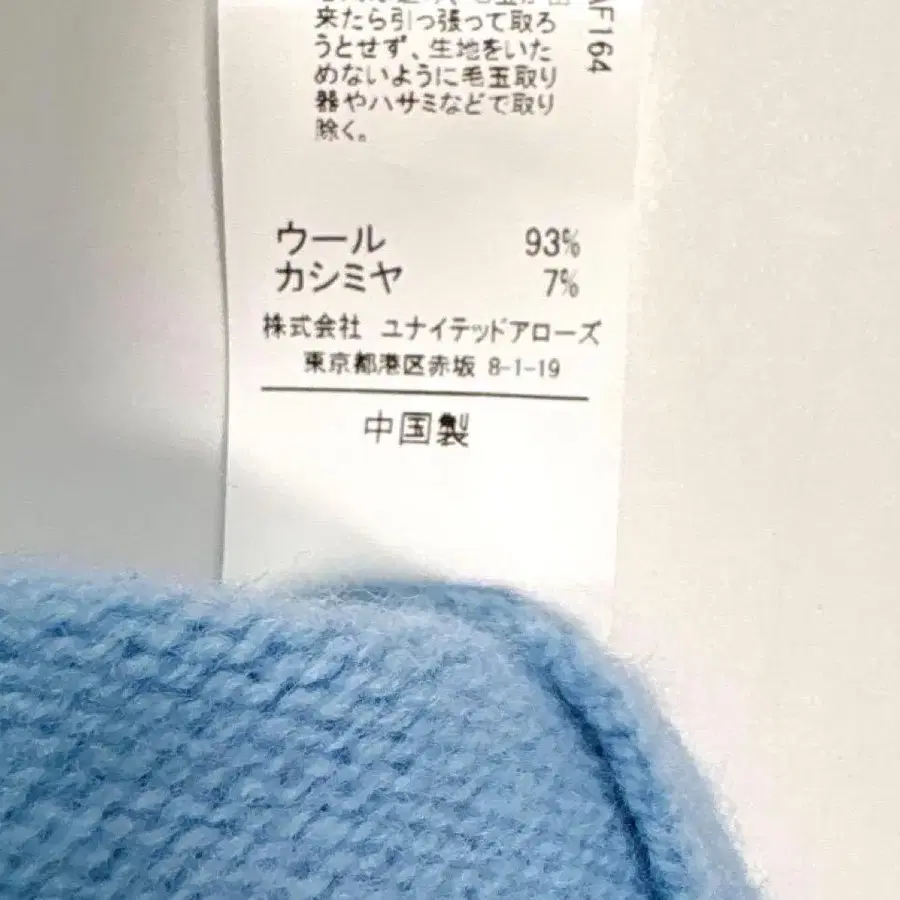 来たら引っ張って取ろ
うとせず、生地をいた
めないように毛玉取り
器やハサミなどで取り
除く。
AF164
ウール 93%
カシミヤ 7%
株式会社 ユナイテッドアローズ
東京都港区赤坂 8-1-19
中国製